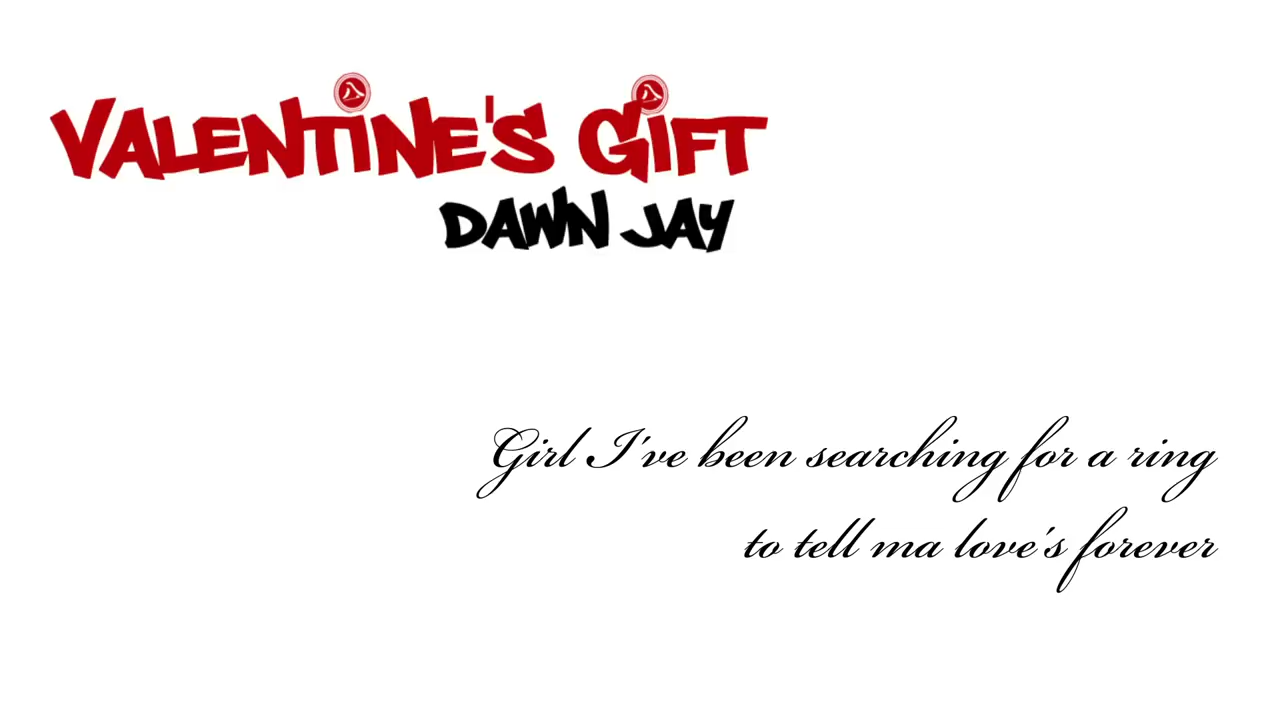 VALENTINE'S GIFT
DAWN JAY
Girl I've been searching for a ring
to tell ma love's forever